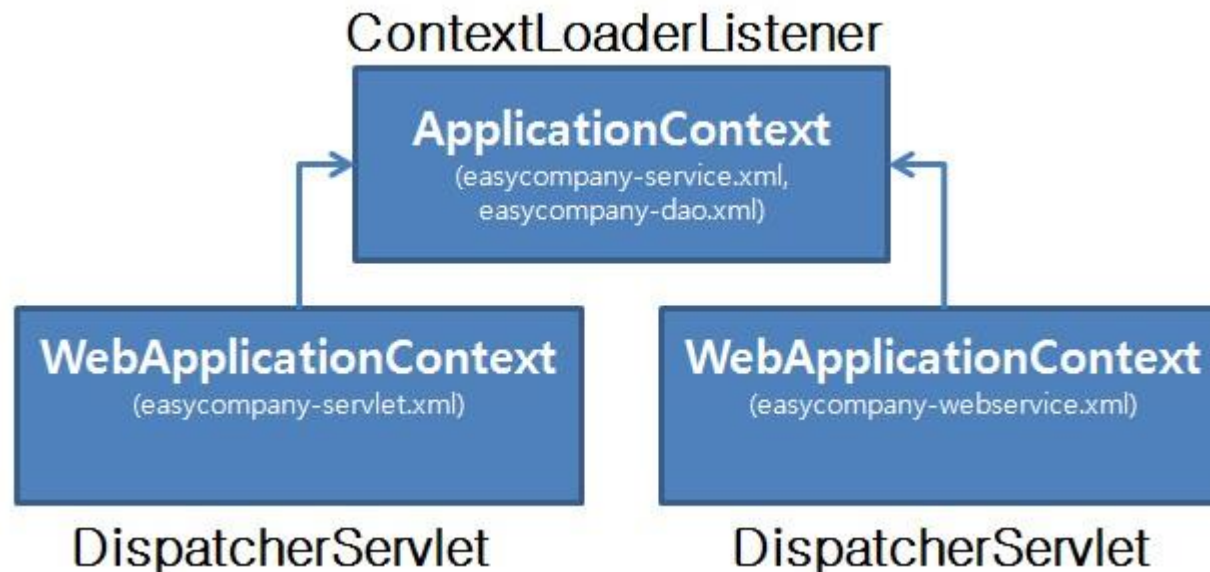 ContextLoaderListener
ApplicationContext
(easycompany-service.xml,
easycompany-dao.xml)
WebApplicationContext
(easycompany-servlet.xml)
WebApplicationContext
(easycompany-webservice.xml)
DispatcherServlet
DispatcherServlet